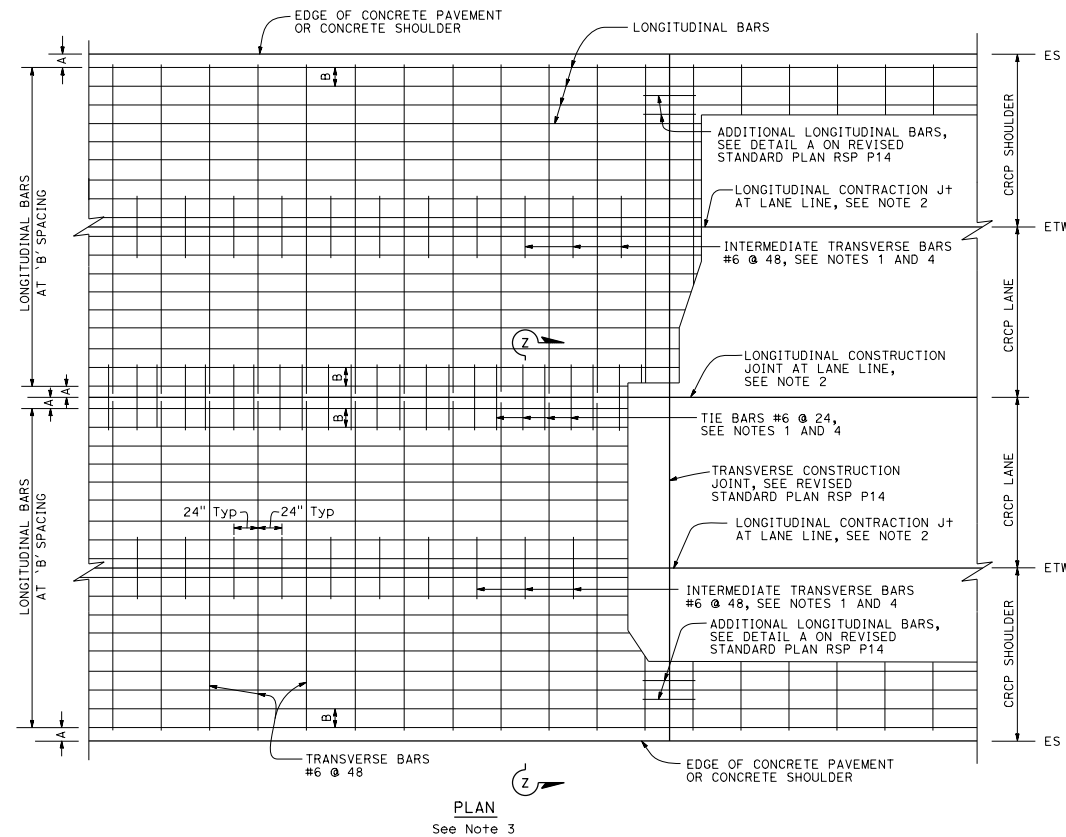 EDGE OF CONCRETE PAVEMENT
OR CONCRETE SHOULDER
LONGITUDINAL BARS
ES
A
B
CRCP SHOULDER
ADDITIONAL LONGITUDINAL BARS,
SEE DETAIL A ON REVISED
STANDARD PLAN RSP P14
LONGITUDINAL BARS
AT 'B' SPACING
LONGITUDINAL CONTRACTION Jt
AT LANE LINE, SEE NOTE 2
ETW
INTERMEDIATE TRANSVERSE BARS
#6 @ 48, SEE NOTES 1 AND 4
CRCP LANE
Z
LONGITUDINAL CONSTRUCTION
JOINT AT LANE LINE,
SEE NOTE 2
B
A
A
B
TIE BARS #6 @ 24,
SEE NOTES 1 AND 4
CRCP LANE
TRANSVERSE CONSTRUCTION
JOINT, SEE REVISED
STANDARD PLAN RSP P14
LONGITUDINAL BARS
AT 'B' SPACING
24" Typ
24" Typ
LONGITUDINAL CONTRACTION Jt
AT LANE LINE, SEE NOTE 2
ETW
INTERMEDIATE TRANSVERSE BARS
#6 @ 48, SEE NOTES 1 AND 4
ADDITIONAL LONGITUDINAL BARS,
SEE DETAIL A ON REVISED
STANDARD PLAN RSP P14
CRCP SHOULDER
B
A
ES
TRANSVERSE BARS
#6 @ 48
EDGE OF CONCRETE PAVEMENT
OR CONCRETE SHOULDER
Z
PLAN
See Note 3